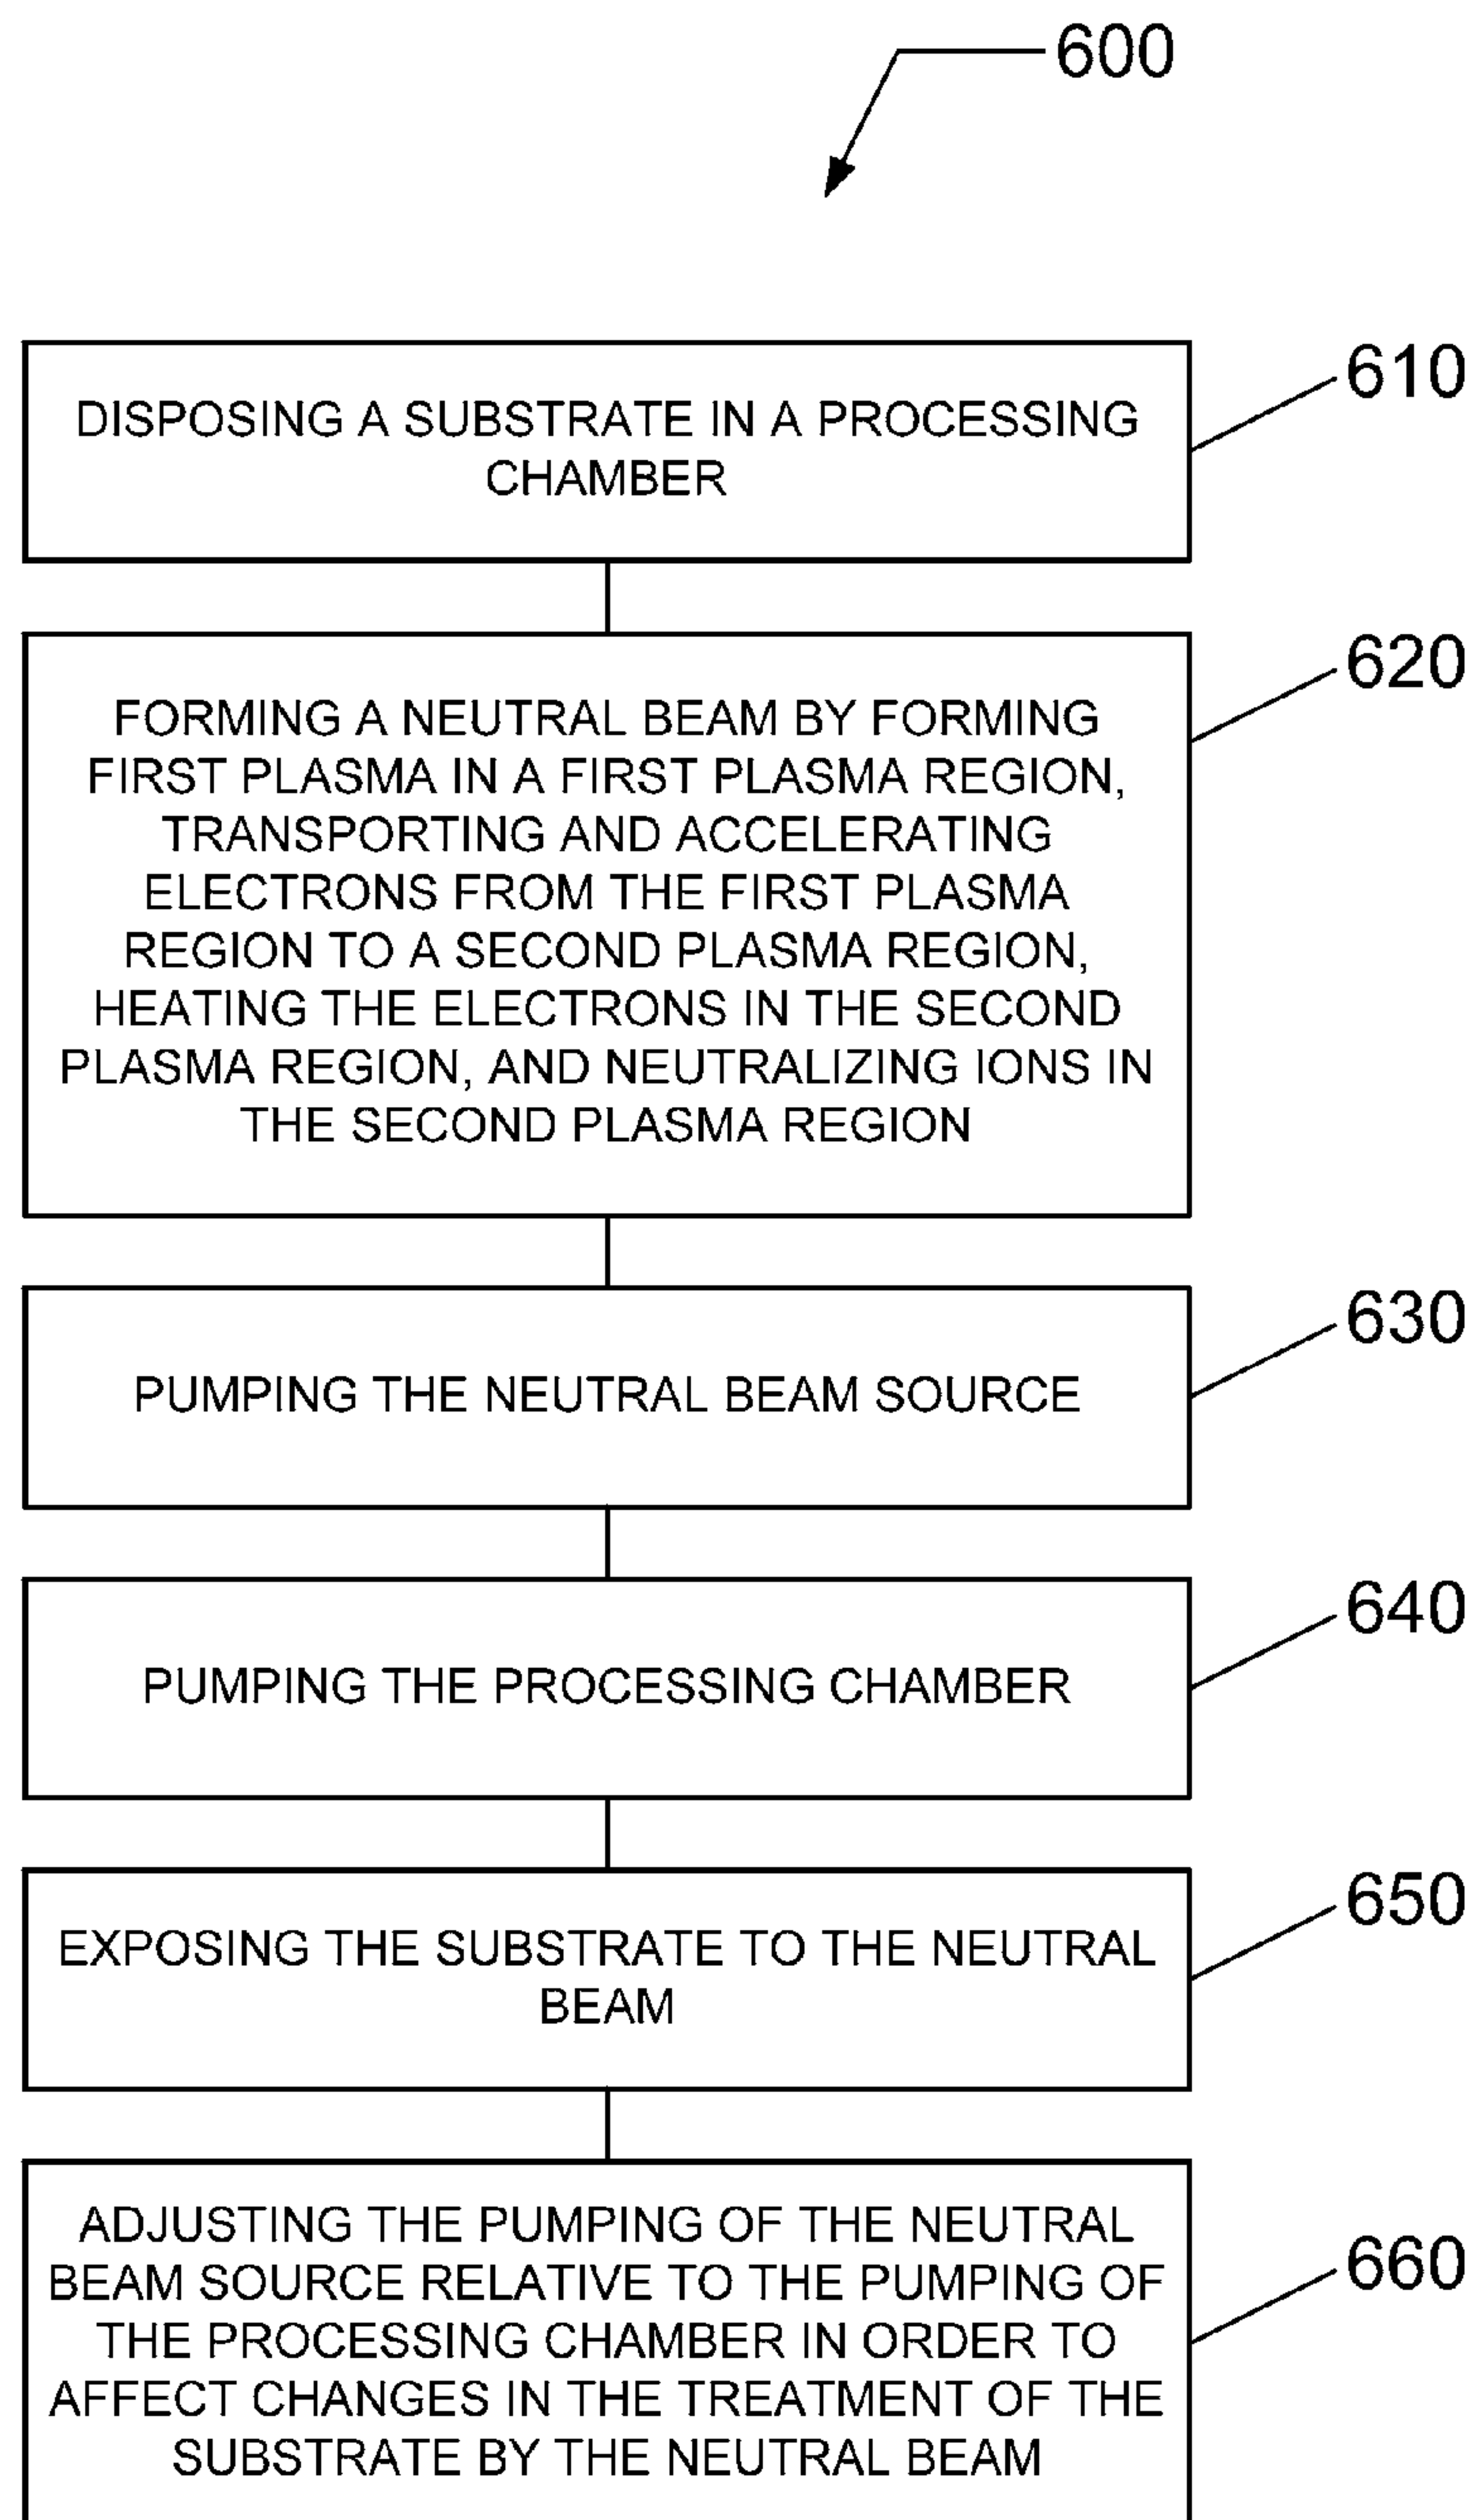 600
610
DISPOSING A SUBSTRATE IN A PROCESSING
CHAMBER
620
FORMING A NEUTRAL BEAM BY FORMING
FIRST PLASMA IN A FIRST PLASMA REGION,
TRANSPORTING AND ACCELERATING
ELECTRONS FROM THE FIRST PLASMA
REGION TO A SECOND PLASMA REGION,
HEATING THE ELECTRONS IN THE SECOND
PLASMA REGION, AND NEUTRALIZING IONS IN
THE SECOND PLASMA REGION
630
PUMPING THE NEUTRAL BEAM SOURCE
640
PUMPING THE PROCESSING CHAMBER
650
EXPOSING THE SUBSTRATE TO THE NEUTRAL
BEAM
660
ADJUSTING THE PUMPING OF THE NEUTRAL
BEAM SOURCE RELATIVE TO THE PUMPING OF
THE PROCESSING CHAMBER IN ORDER TO
AFFECT CHANGES IN THE TREATMENT OF THE
SUBSTRATE BY THE NEUTRAL BEAM